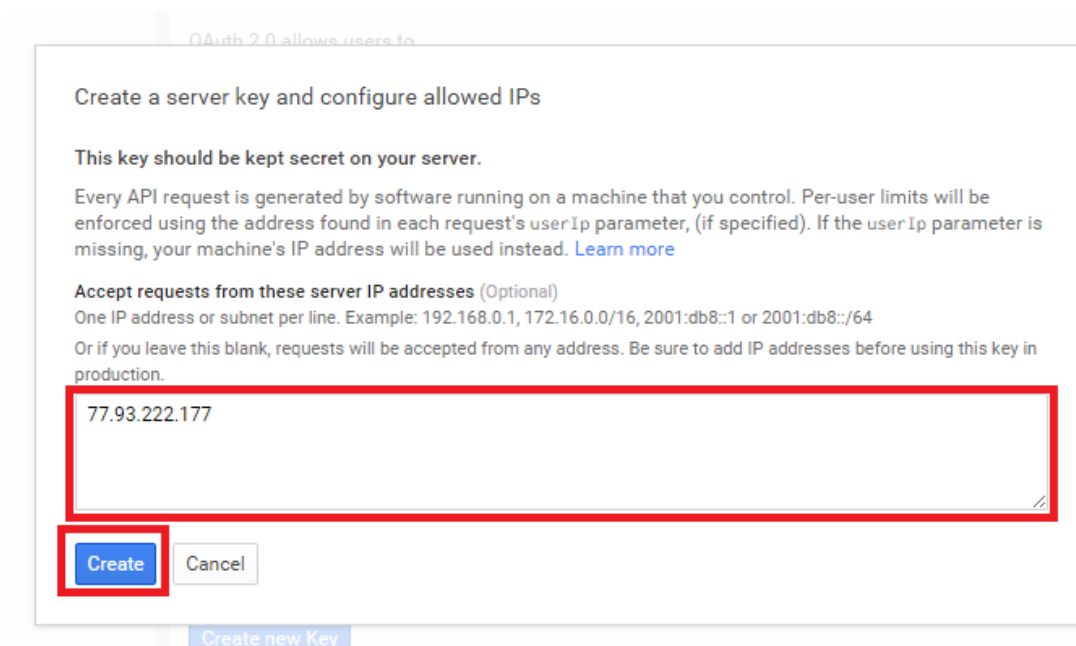 OAuth 2.0 allows users to
Create a server key and configure allowed IPs
This key should be kept secret on your server.
Every API request is generated by software running on a machine that you control. Per-user limits will be
enforced using the address found in each request's userIp parameter, (if specified). If the userIp parameter is
missing, your machine's IP address will be used instead. Learn more
Accept requests from these server IP addresses (Optional)
One IP address or subnet per line. Example: 192.168.0.1, 172.16.0.0/16, 2001:db8::1 or 2001:db8::/64
Or if you leave this blank, requests will be accepted from any address. Be sure to add IP addresses before using this key in
production.
77.93.222.177
Create Cancel
Create new Key